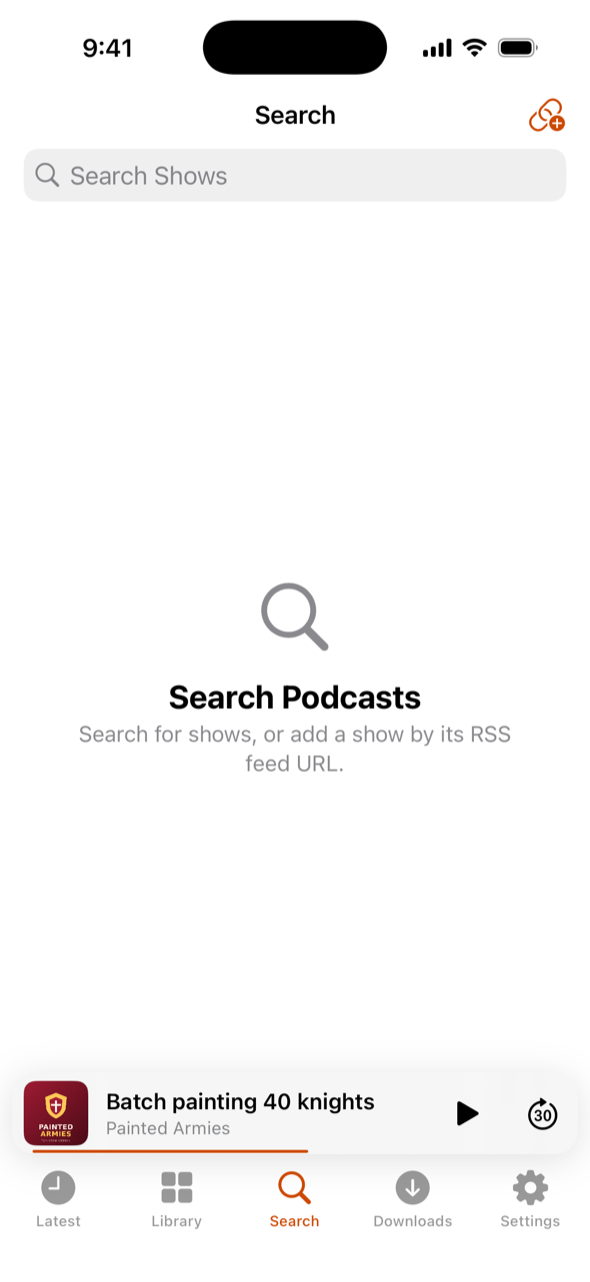 9:41
Search
Search Shows
Search Podcasts
Search for shows, or add a show by its RSS
feed URL.
PAINTED
ARMIES
Batch painting 40 knights
Painted Armies
30
Latest
Library
Search
Downloads
Settings